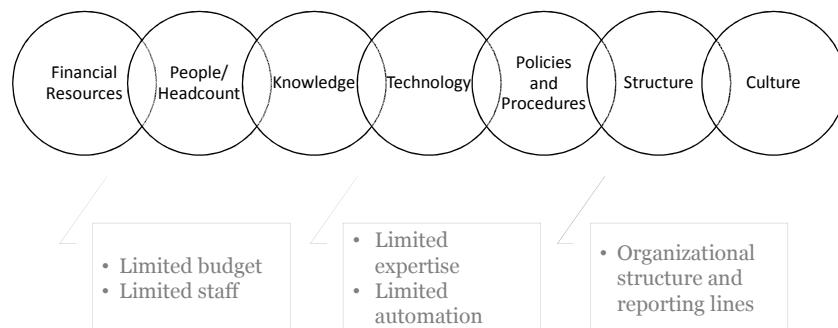 Financial
Resources
People/
Headcount
Knowledge
Technology
Policies
and
Procedures
Structure
Culture
• Limited budget
• Limited staff
• Limited
expertise
• Limited
automation
• Organizational
structure and
reporting lines